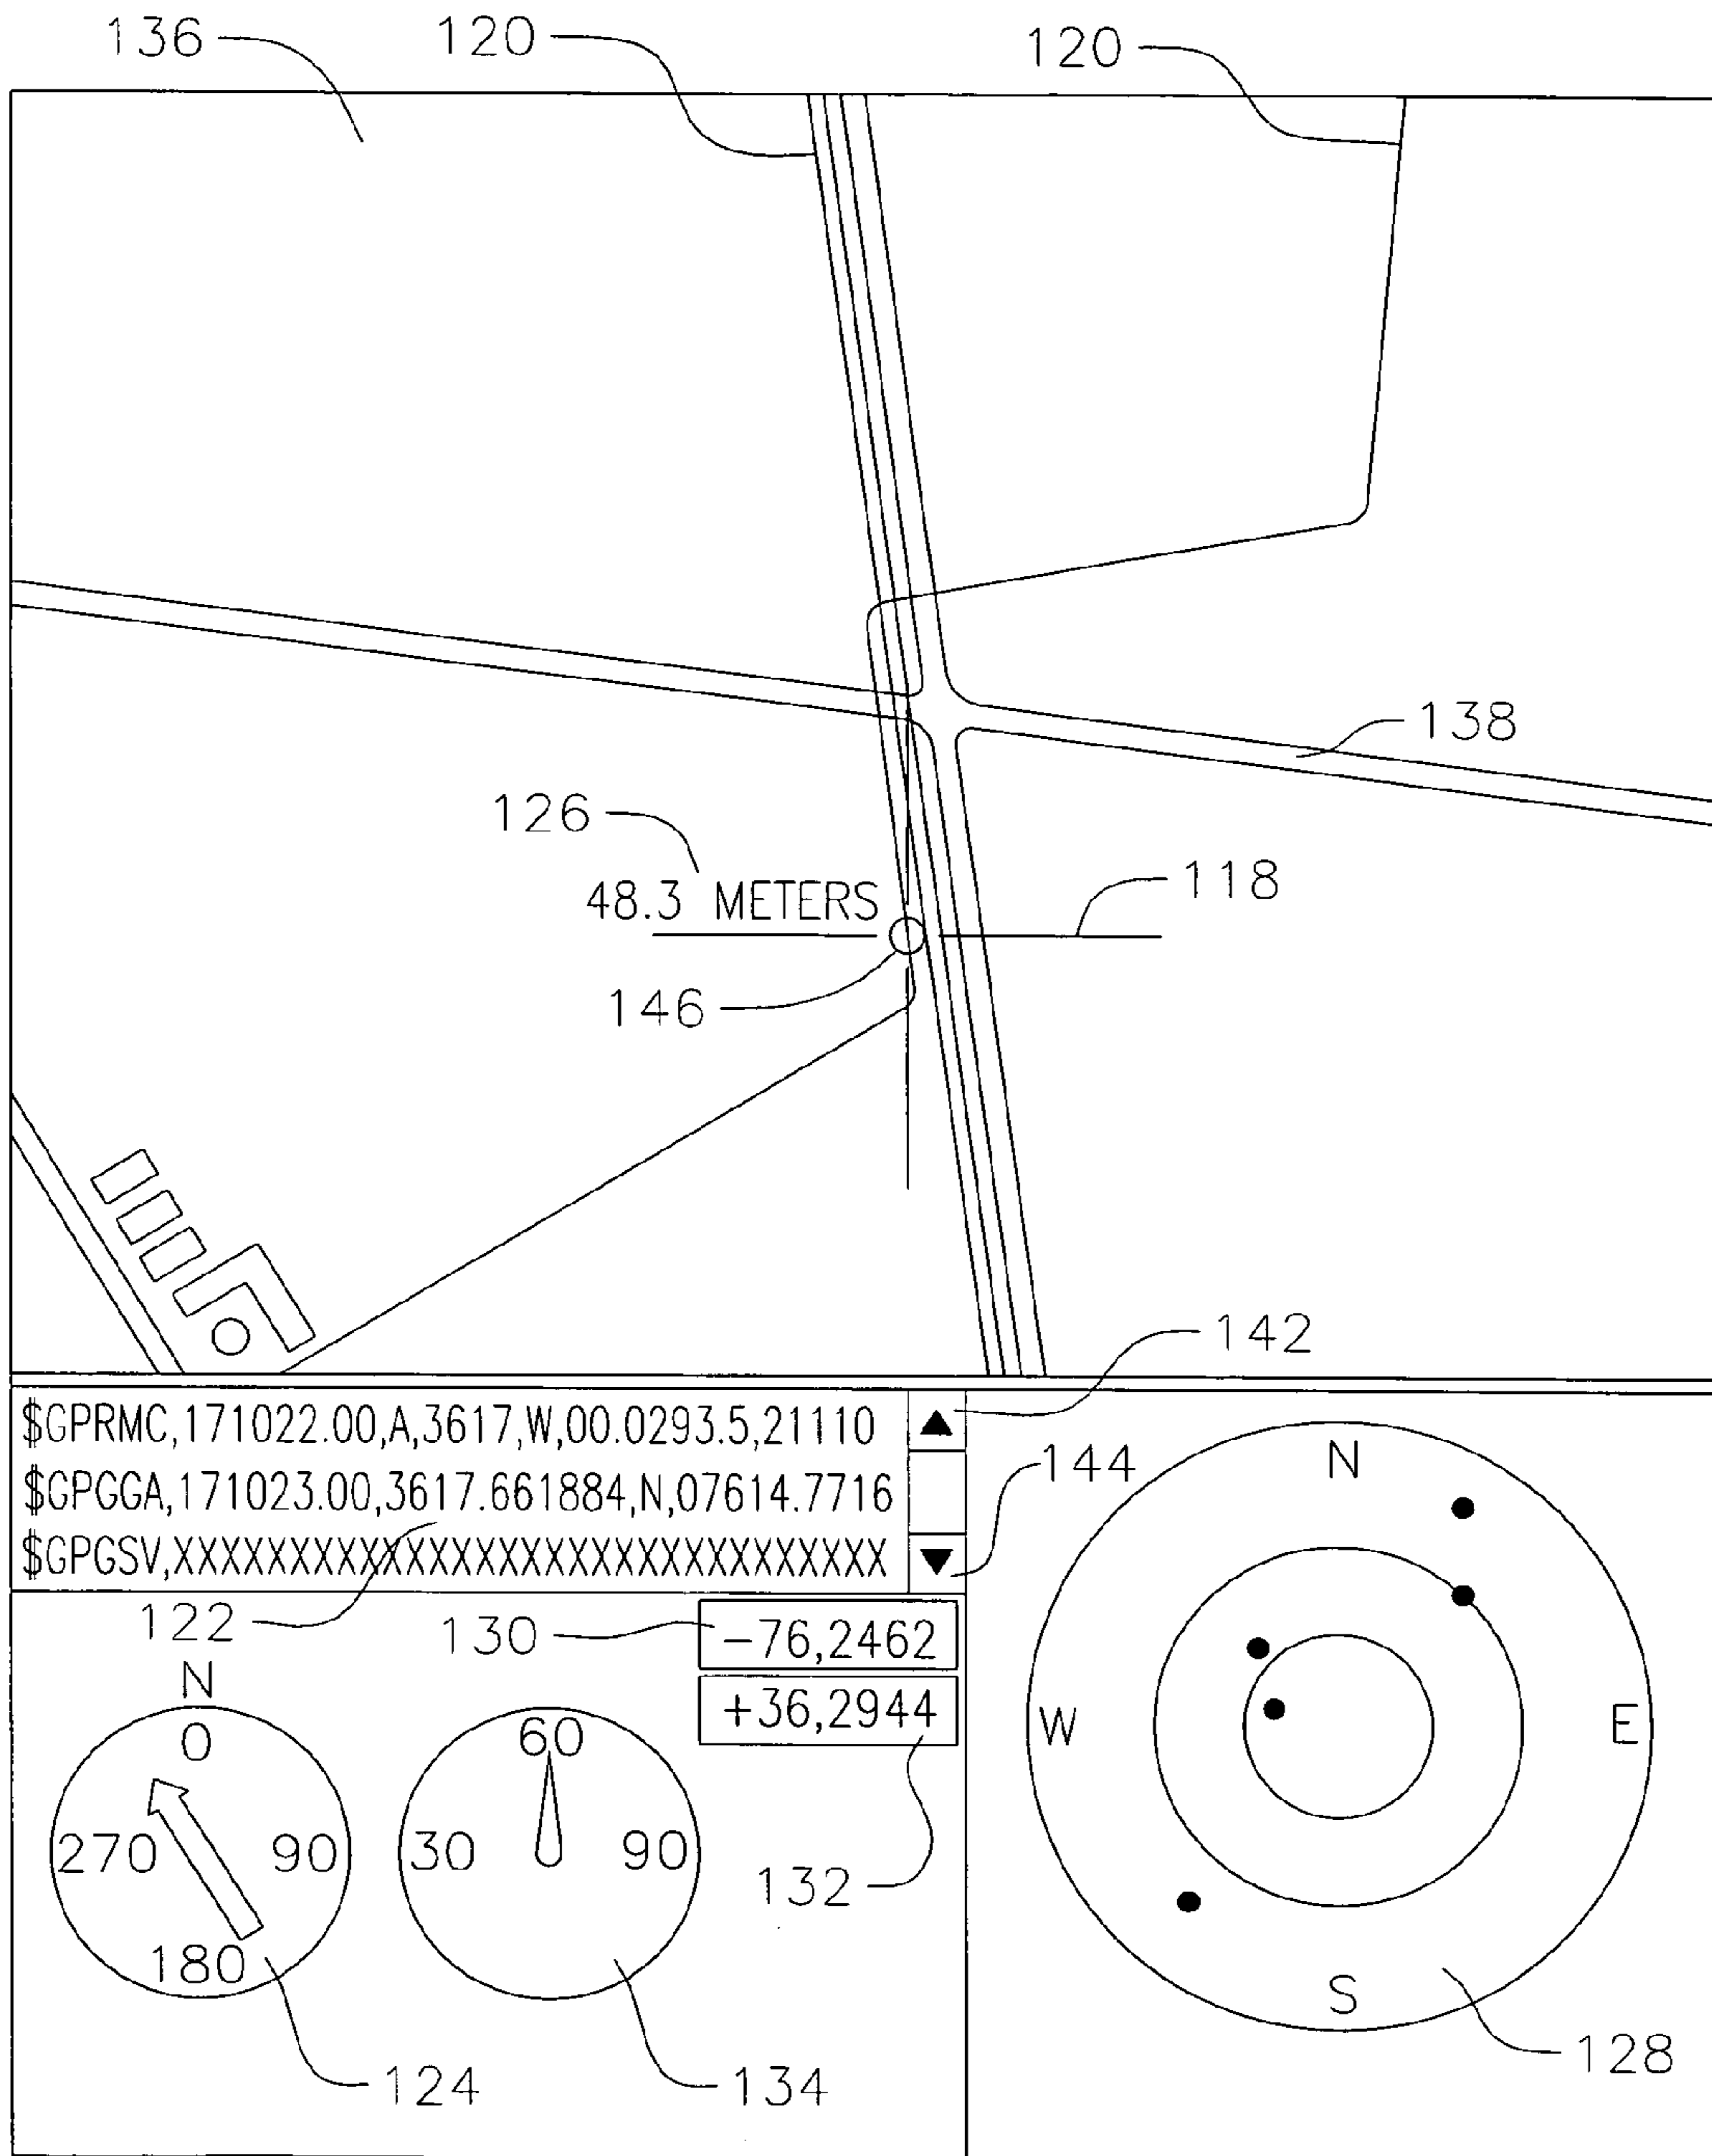 136
120
120
138
126
48.3 METERS
118
146
142
$GPRMC,171022.00,A,3617,W,00.0293.5,21110
144
$GPGGA,171023.00,3617.661884,N,07614.7716
$GPGSV,XXXXXXXXXXXXXXXXXXXXXXXXXXXXXXX
122
130
-76,2462
+36,2944
N
0
270
90
180
60
30
90
132
N
W
E
S
124
134
128